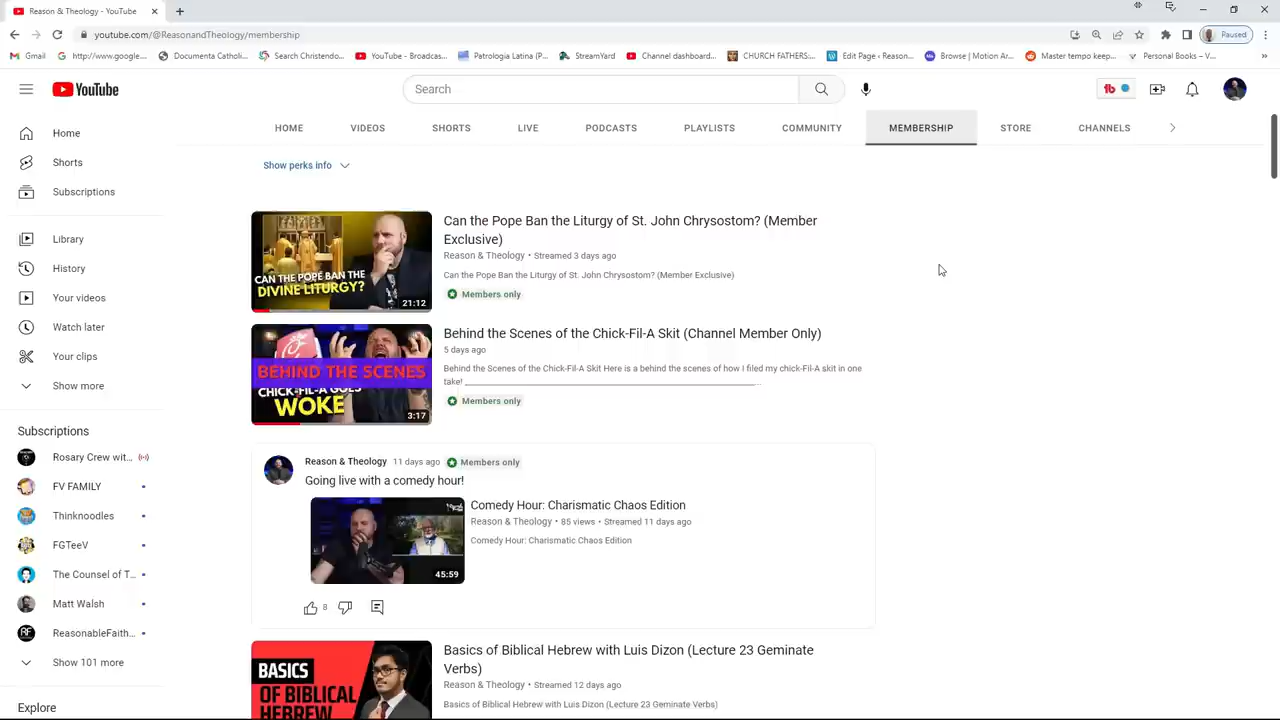 Reason & Theology - YouTube
youtube.com/@ReasonandTheology/membership
Paused
Gmail
http://www.google....
Documenta Catholi...
Search Christendo...
YouTube - Broadcas...
Patrologia Latina (P...
StreamYard
Channel dashboard...
CHURCH FATHERS:...
Edit Page ‹ Reason...
Browse | Motion Ar...
Master tempo keep...
Personal Books – V...
YouTube
Search
tb
HOME
VIDEOS
SHORTS
LIVE
PODCASTS
PLAYLISTS
COMMUNITY
MEMBERSHIP
STORE
CHANNELS
Home
Shorts
Subscriptions
Library
History
Your videos
Watch later
Your clips
Show more
Subscriptions
Rosary Crew wit...
FV FAMILY
Thinknoodles
FGTeeV
The Counsel of T...
Matt Walsh
ReasonableFaith...
Show 101 more
Explore
Show perks info
CAN THE POPE BAN THE
DIVINE LITURGY?
21:12
Can the Pope Ban the Liturgy of St. John Chrysostom? (Member
Exclusive)
Reason & Theology • Streamed 3 days ago
Can the Pope Ban the Liturgy of St. John Chrysostom? (Member Exclusive)
Members only
BEHIND THE SCENES
CHICK-FIL-A GOES
WOKE
3:17
Behind the Scenes of the Chick-Fil-A Skit (Channel Member Only)
5 days ago
Behind the Scenes of the Chick-Fil-A Skit Here is a behind the scenes of how I filed my chick-Fil-A skit in one
take! ___________________________________________________________...
Members only
Reason & Theology 11 days ago Members only
Going live with a comedy hour!
45:59
Comedy Hour: Charismatic Chaos Edition
Reason & Theology • 85 views • Streamed 11 days ago
Comedy Hour: Charismatic Chaos Edition
8
BASICS
OF BIBLICAL
HEBREW
Basics of Biblical Hebrew with Luis Dizon (Lecture 23 Geminate
Verbs)
Reason & Theology • Streamed 12 days ago
Basics of Biblical Hebrew with Luis Dizon (Lecture 23 Geminate Verbs)